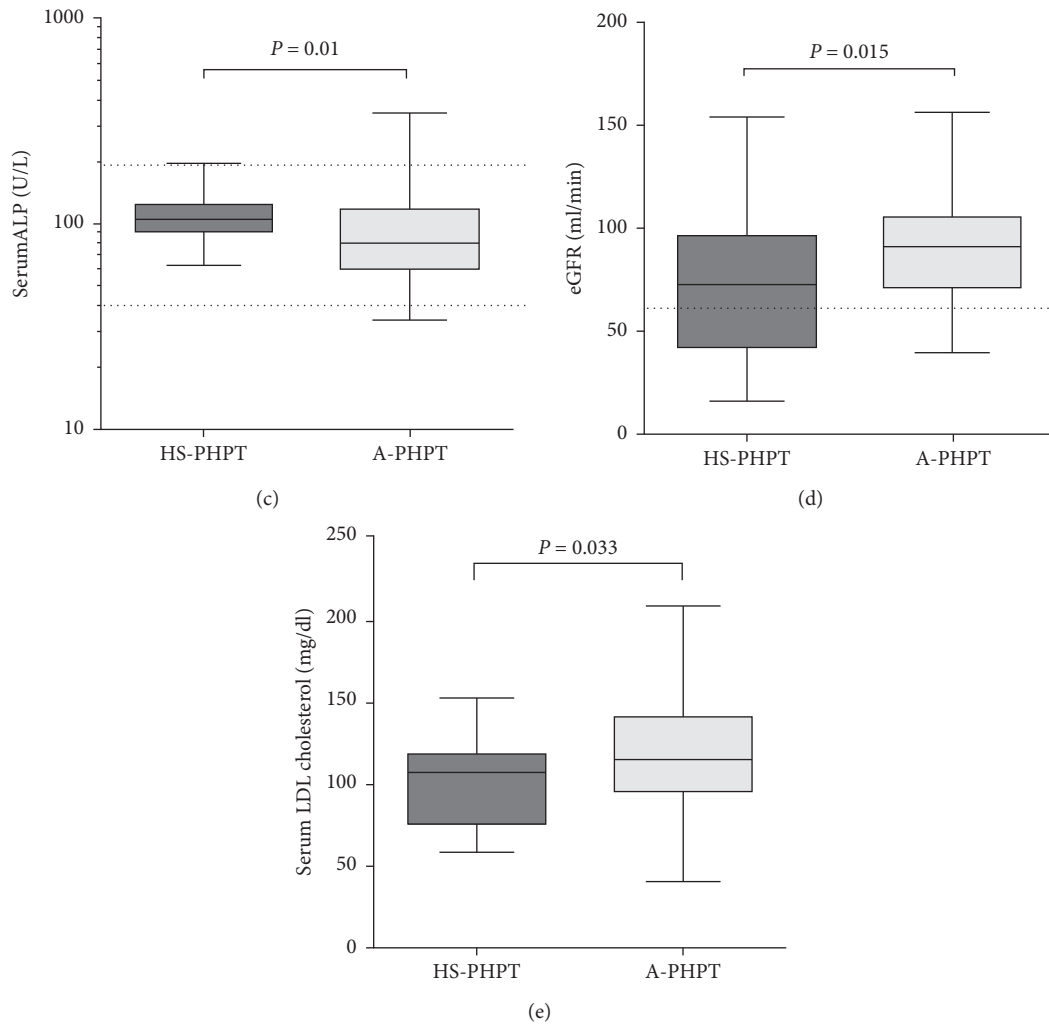 1000
P = 0.01
SerumALP (U/L)
100
10
HS-PHPT
A-PHPT
(c)
200
P = 0.015
150
eGFR (ml/min)
100
50
0
HS-PHPT
A-PHPT
(d)
250
P = 0.033
200
Serum LDL cholesterol (mg/dl)
150
100
50
0
HS-PHPT
A-PHPT
(e)